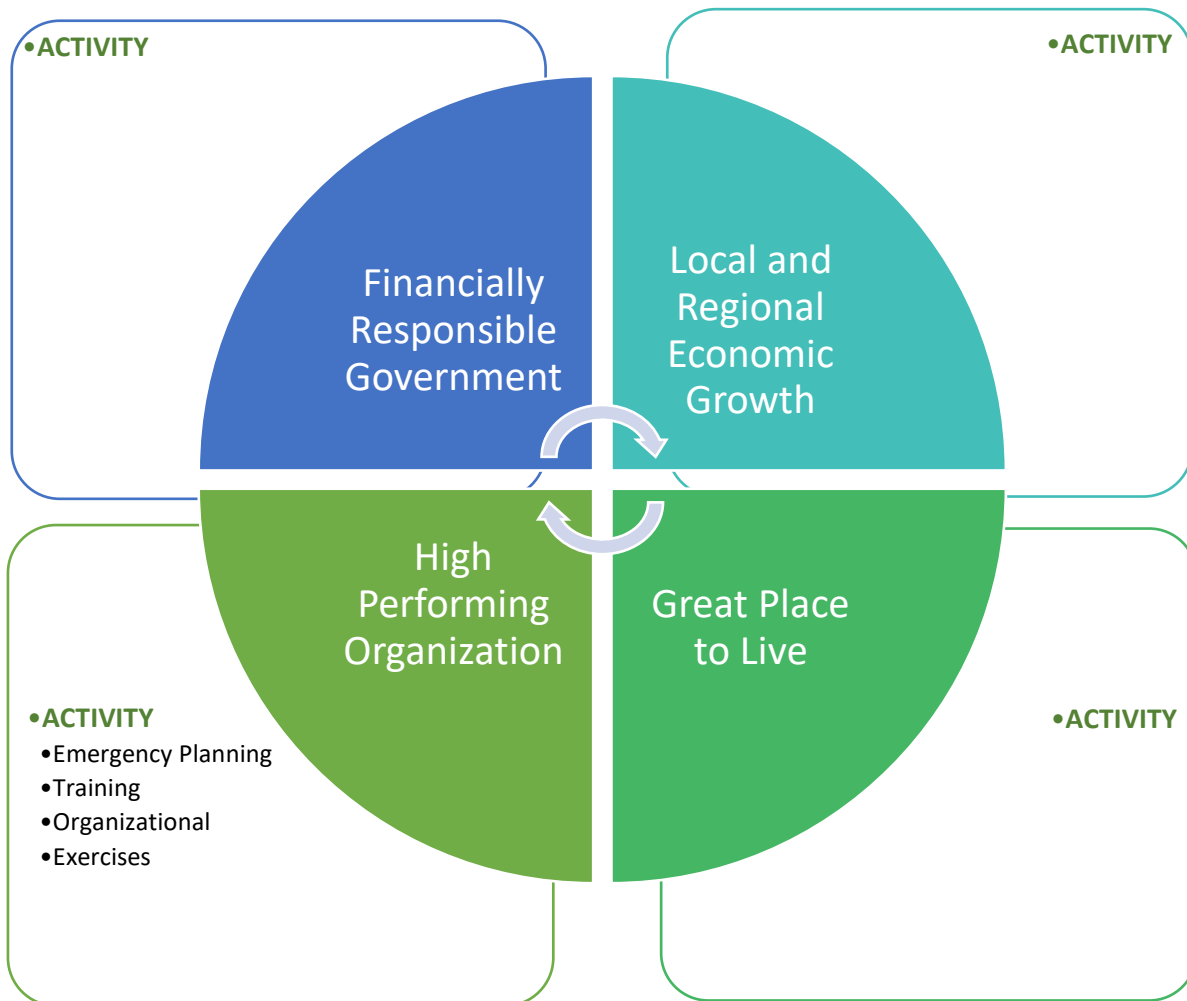 •ACTIVITY
•ACTIVITY
Financially
Responsible
Government
Local and
Regional
Economic
Growth
High
Performing
Organization
Great Place
to Live
•ACTIVITY
•Emergency Planning
•Training
•Organizational
•Exercises
•ACTIVITY